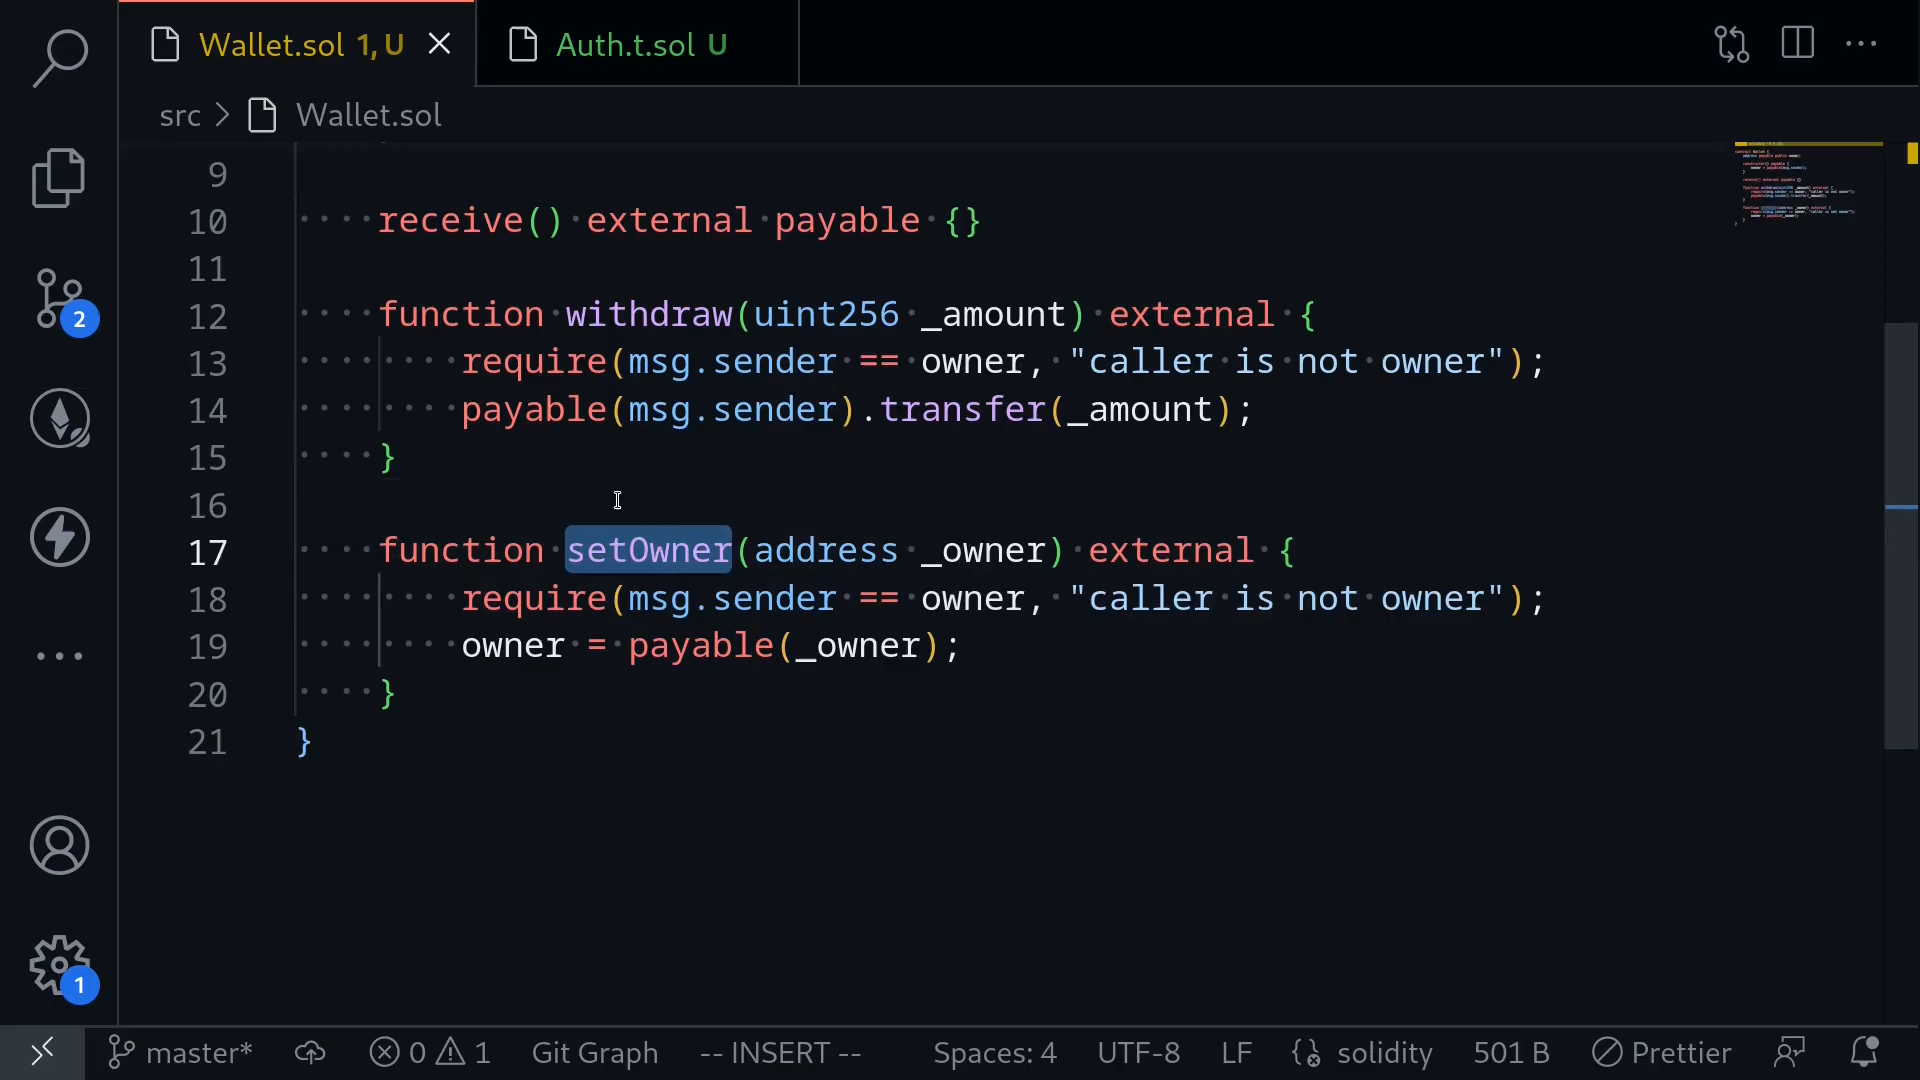 Wallet.sol 1, U
Auth.t.sol U
src > Wallet.sol
9
10 receive() external payable {}
11
12 function withdraw(uint256 _amount) external {
13 require(msg.sender == owner, "caller is not owner");
14 payable(msg.sender).transfer(_amount);
15 }
16
17 function setOwner(address _owner) external {
18 require(msg.sender == owner, "caller is not owner");
19 owner = payable(_owner);
20 }
21 }
2
1
master* 0 1 Git Graph -- INSERT -- Spaces: 4 UTF-8 LF solidity 501 B Prettier